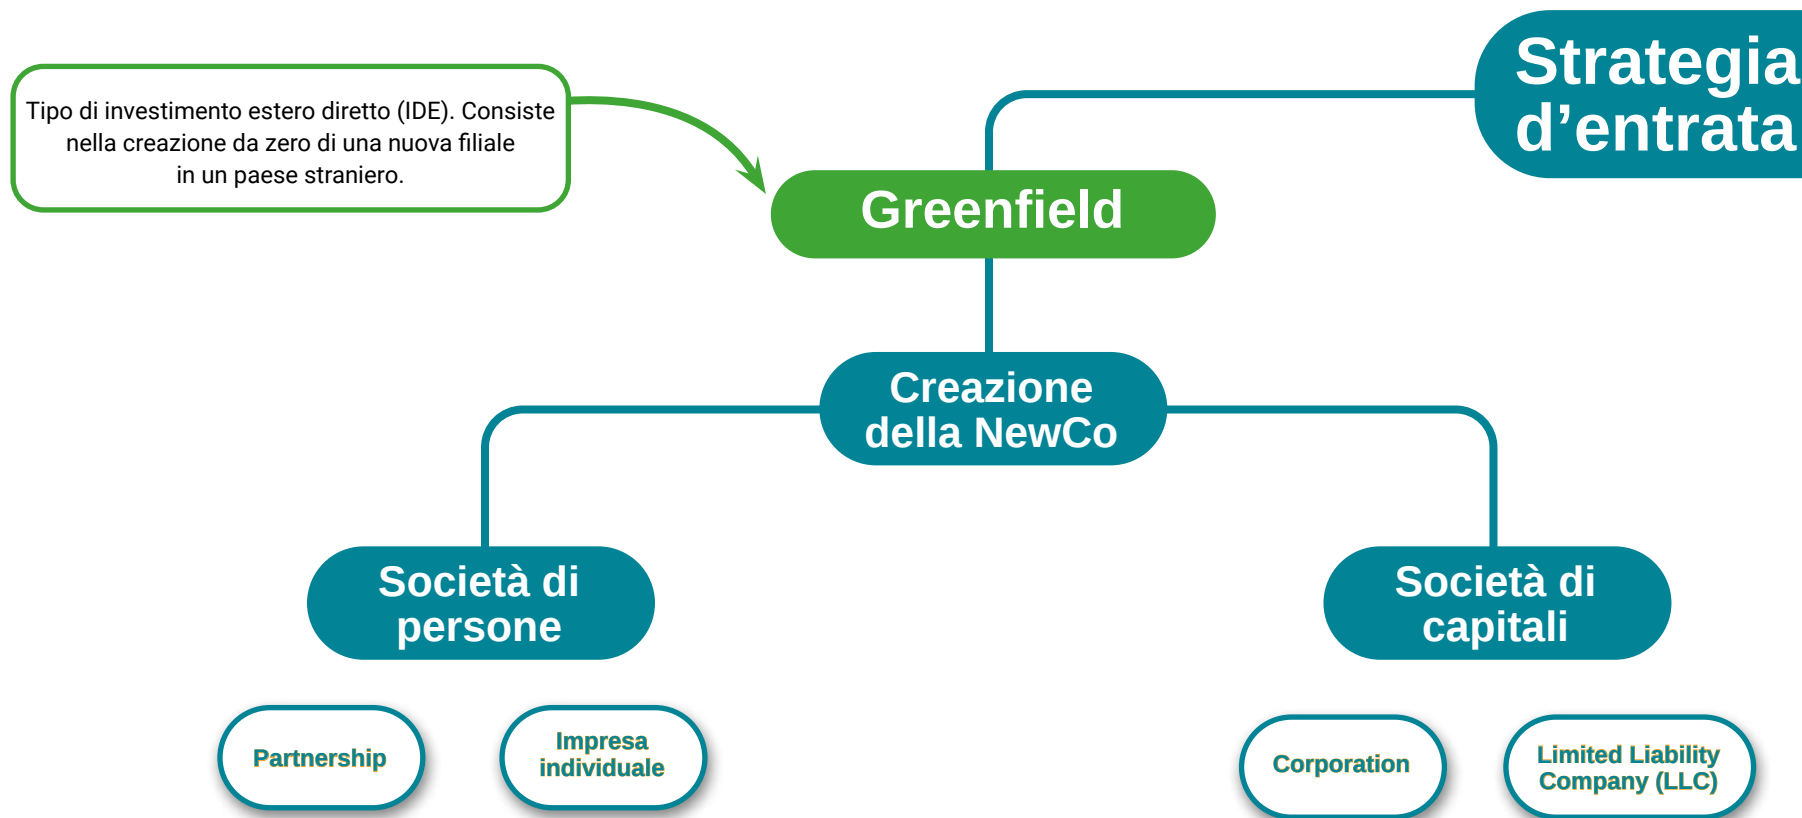 Strategia
d’entrata
Tipo di investimento estero diretto (IDE). Consiste
nella creazione da zero di una nuova filiale
in un paese straniero.
Greenfield
Creazione
della NewCo
Società di
persone
Società di
capitali
Partnership
Impresa
individuale
Corporation
Limited Liability
Company (LLC)